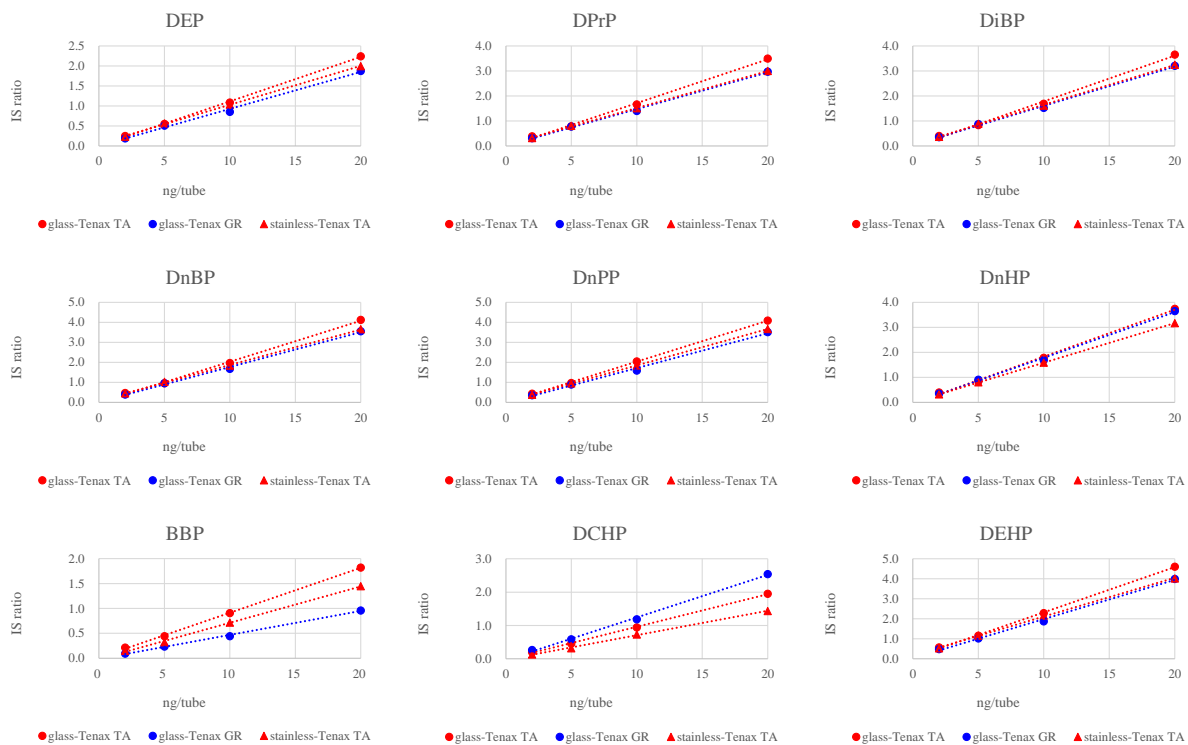 DEP
2.5
2.0
1.5
1.0
0.5
0.0
IS ratio
0 5 10 15 20
ng/tube
glass-Tenax TA glass-Tenax GR stainless-Tenax TA
DPrP
4.0
3.0
2.0
1.0
0.0
IS ratio
0 5 10 15 20
ng/tube
glass-Tenax TA glass-Tenax GR stainless-Tenax TA
DiBP
4.0
3.0
2.0
1.0
0.0
IS ratio
0 5 10 15 20
ng/tube
glass-Tenax TA glass-Tenax GR stainless-Tenax TA
DnBP
5.0
4.0
3.0
2.0
1.0
0.0
IS ratio
0 5 10 15 20
ng/tube
glass-Tenax TA glass-Tenax GR stainless-Tenax TA
DnPP
5.0
4.0
3.0
2.0
1.0
0.0
IS ratio
0 5 10 15 20
ng/tube
glass-Tenax TA glass-Tenax GR stainless-Tenax TA
DnHP
4.0
3.0
2.0
1.0
0.0
IS ratio
0 5 10 15 20
ng/tube
glass-Tenax TA glass-Tenax GR stainless-Tenax TA
BBP
2.0
1.5
1.0
0.5
0.0
IS ratio
0 5 10 15 20
ng/tube
glass-Tenax TA glass-Tenax GR stainless-Tenax TA
DCHP
3.0
2.0
1.0
0.0
IS ratio
0 5 10 15 20
ng/tube
glass-Tenax TA glass-Tenax GR stainless-Tenax TA
DEHP
5.0
4.0
3.0
2.0
1.0
0.0
IS ratio
0 5 10 15 20
ng/tube
glass-Tenax TA glass-Tenax GR stainless-Tenax TA